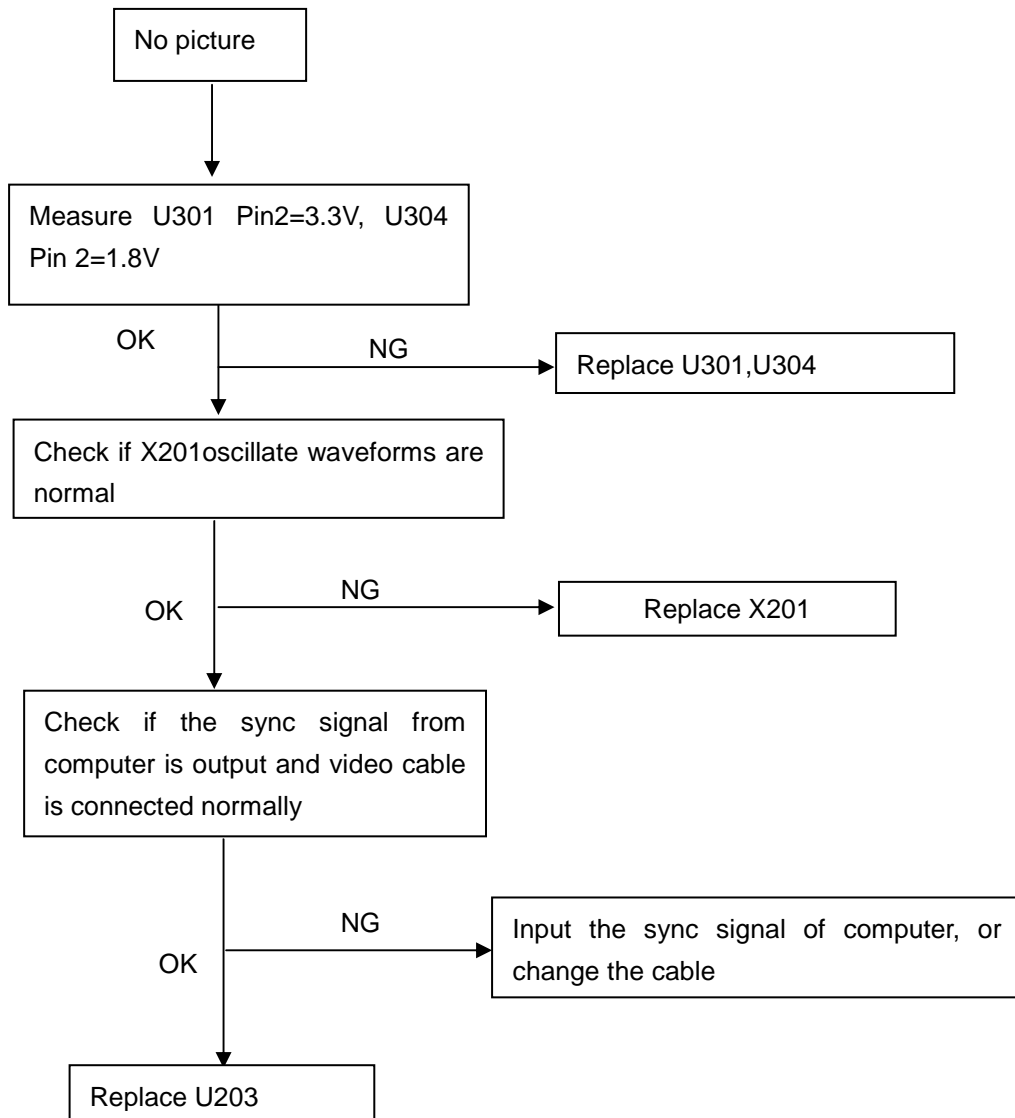 No picture
Measure U301 Pin2=3.3V, U304
Pin 2=1.8V
OK
NG
Replace U301,U304
Check if X201oscillate waveforms are
normal
NG
OK
Replace X201
Check if the sync signal from
computer is output and video cable
is connected normally
NG
Input the sync signal of computer, or
change the cable
OK
Replace U203